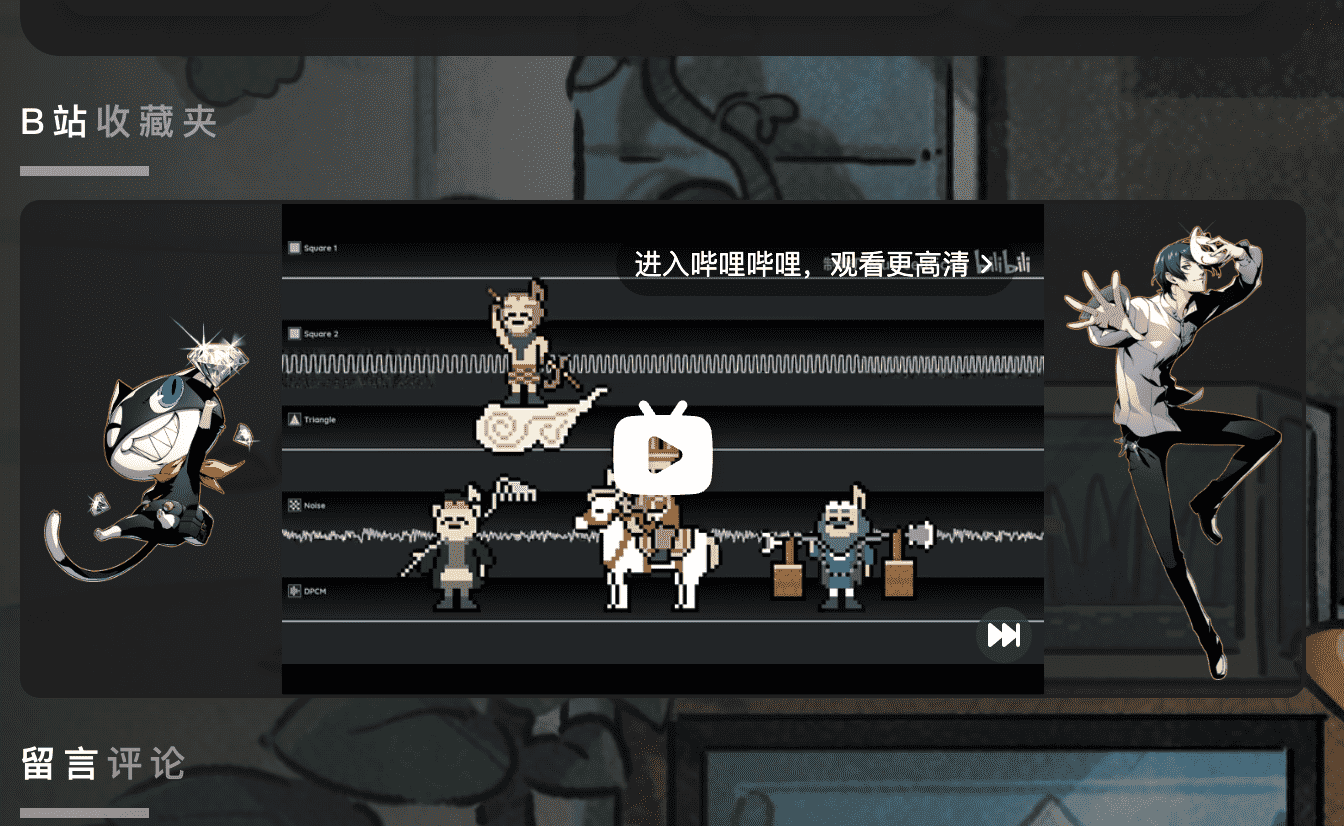 B站收藏夹
Square 1
进入哔哩哔哩，观看更高清
bilibili
Square 2
Triangle
Noise
DPCM
留言评论